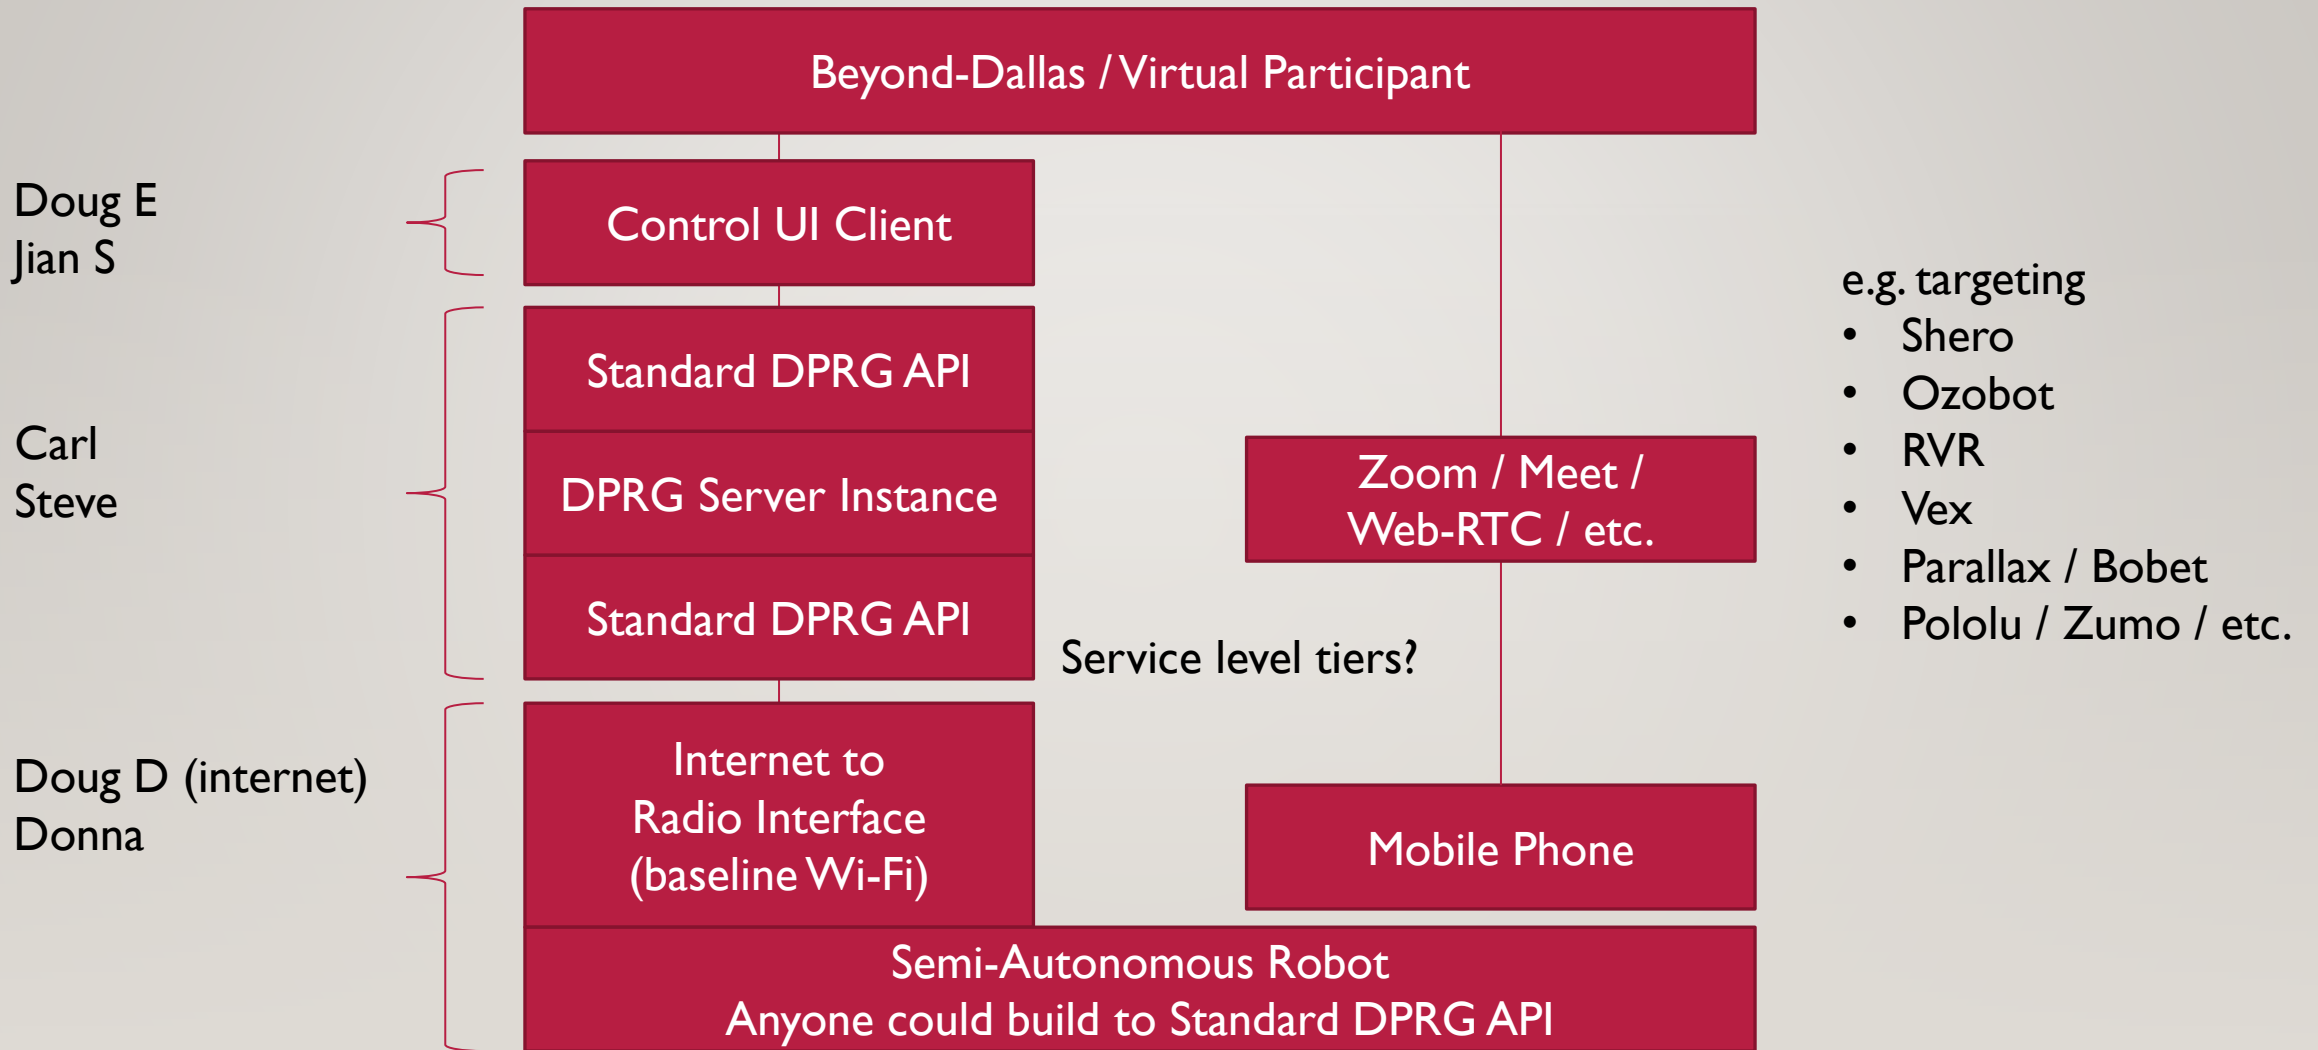 Beyond-Dallas / Virtual Participant
Doug E
Jian S
Control UI Client
Carl
Steve
Standard DPRG API
DPRG Server Instance
Standard DPRG API
Zoom / Meet /
Web-RTC / etc.
Service level tiers?
e.g. targeting
• Shero
• Ozobot
• RVR
• Vex
• Parallax / Bobet
• Pololu / Zumo / etc.
Doug D (internet)
Donna
Internet to
Radio Interface
(baseline Wi-Fi)
Mobile Phone
Semi-Autonomous Robot
Anyone could build to Standard DPRG API